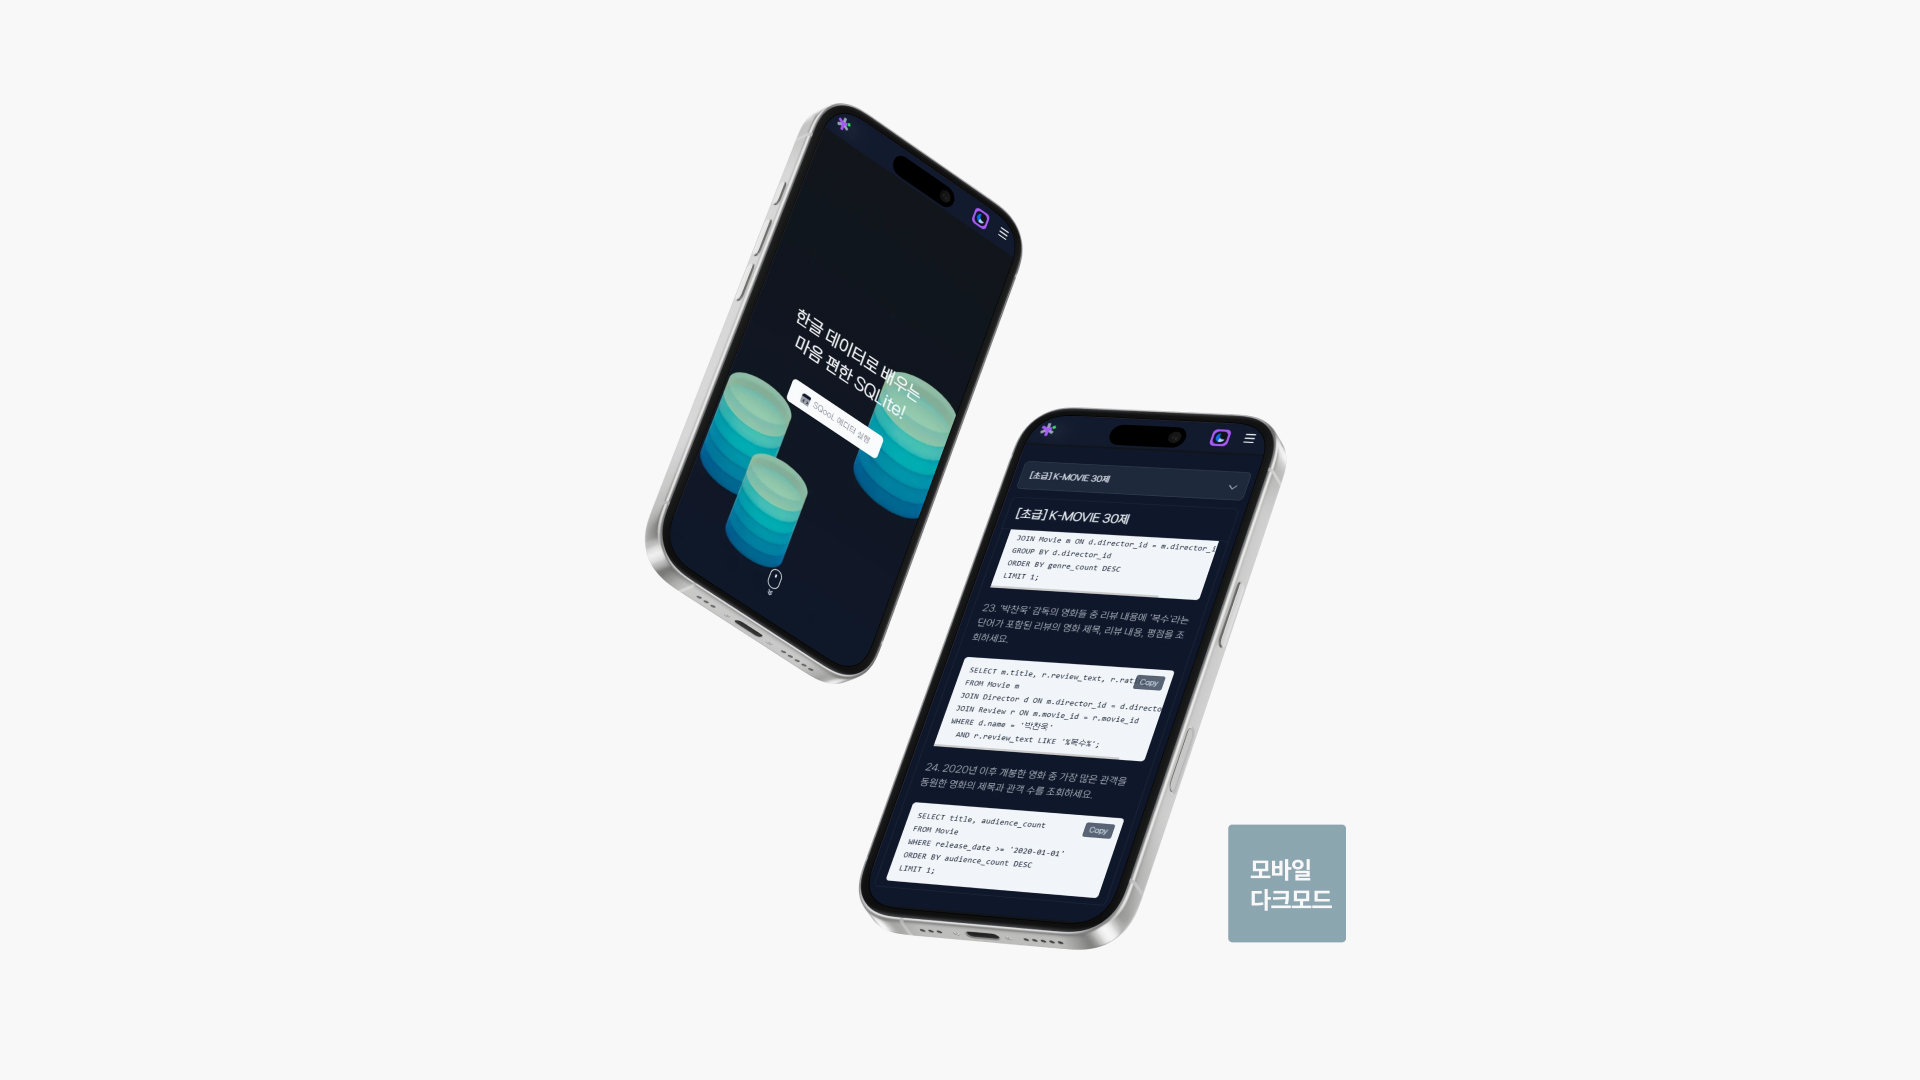 한글 데이터로 배우는
마음 편한 SQLite!
SQooL 에디터 실행
[초급] K-MOVIE 30제
[초급] K-MOVIE 30제
JOIN Movie m ON d.director_id = m.director_i
GROUP BY d.director_id
ORDER BY genre_count DESC
LIMIT 1;
23. '박찬욱' 감독의 영화들 중 리뷰 내용에 '복수'라는
단어가 포함된 리뷰의 영화 제목, 리뷰 내용, 평점을 조
회하세요.
SELECT m.title, r.review_text, r.rat
Copy
FROM Movie m
JOIN Director d ON m.director_id = d.directo
JOIN Review r ON m.movie_id = r.movie_id
WHERE d.name = '박찬욱'
AND r.review_text LIKE '%복수%';
24. 2020년 이후 개봉한 영화 중 가장 많은 관객을
동원한 영화의 제목과 관객 수를 조회하세요.
SELECT title, audience_count
Copy
FROM Movie
WHERE release_date >= '2020-01-01'
ORDER BY audience_count DESC
LIMIT 1;
모바일
다크모드